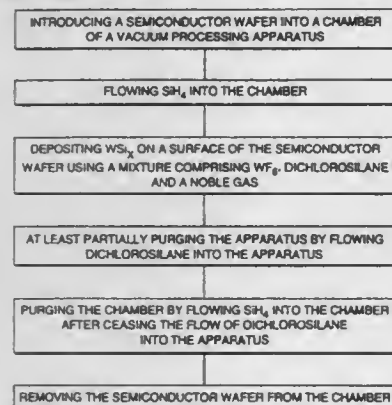 INTRODUCING A SEMICONDUCTOR WAFER INTO A CHAMBER
OF A VACUUM PROCESSING APPARATUS
FLOWING SiH₄ INTO THE CHAMBER
DEPOSITING WSiₓ ON A SURFACE OF THE SEMICONDUCTOR
WAFER USING A MIXTURE COMPRISING WF₆, DICHLOROSILANE
AND A NOBLE GAS
AT LEAST PARTIALLY PURGING THE APPARATUS BY FLOWING
DICHLOROSILANE INTO THE APPARATUS
PURGING THE CHAMBER BY FLOWING SiH₄ INTO THE CHAMBER
AFTER CEASING THE FLOW OF DICHLOROSILANE
INTO THE APPARATUS
REMOVING THE SEMICONDUCTOR WAFER FROM THE CHAMBER